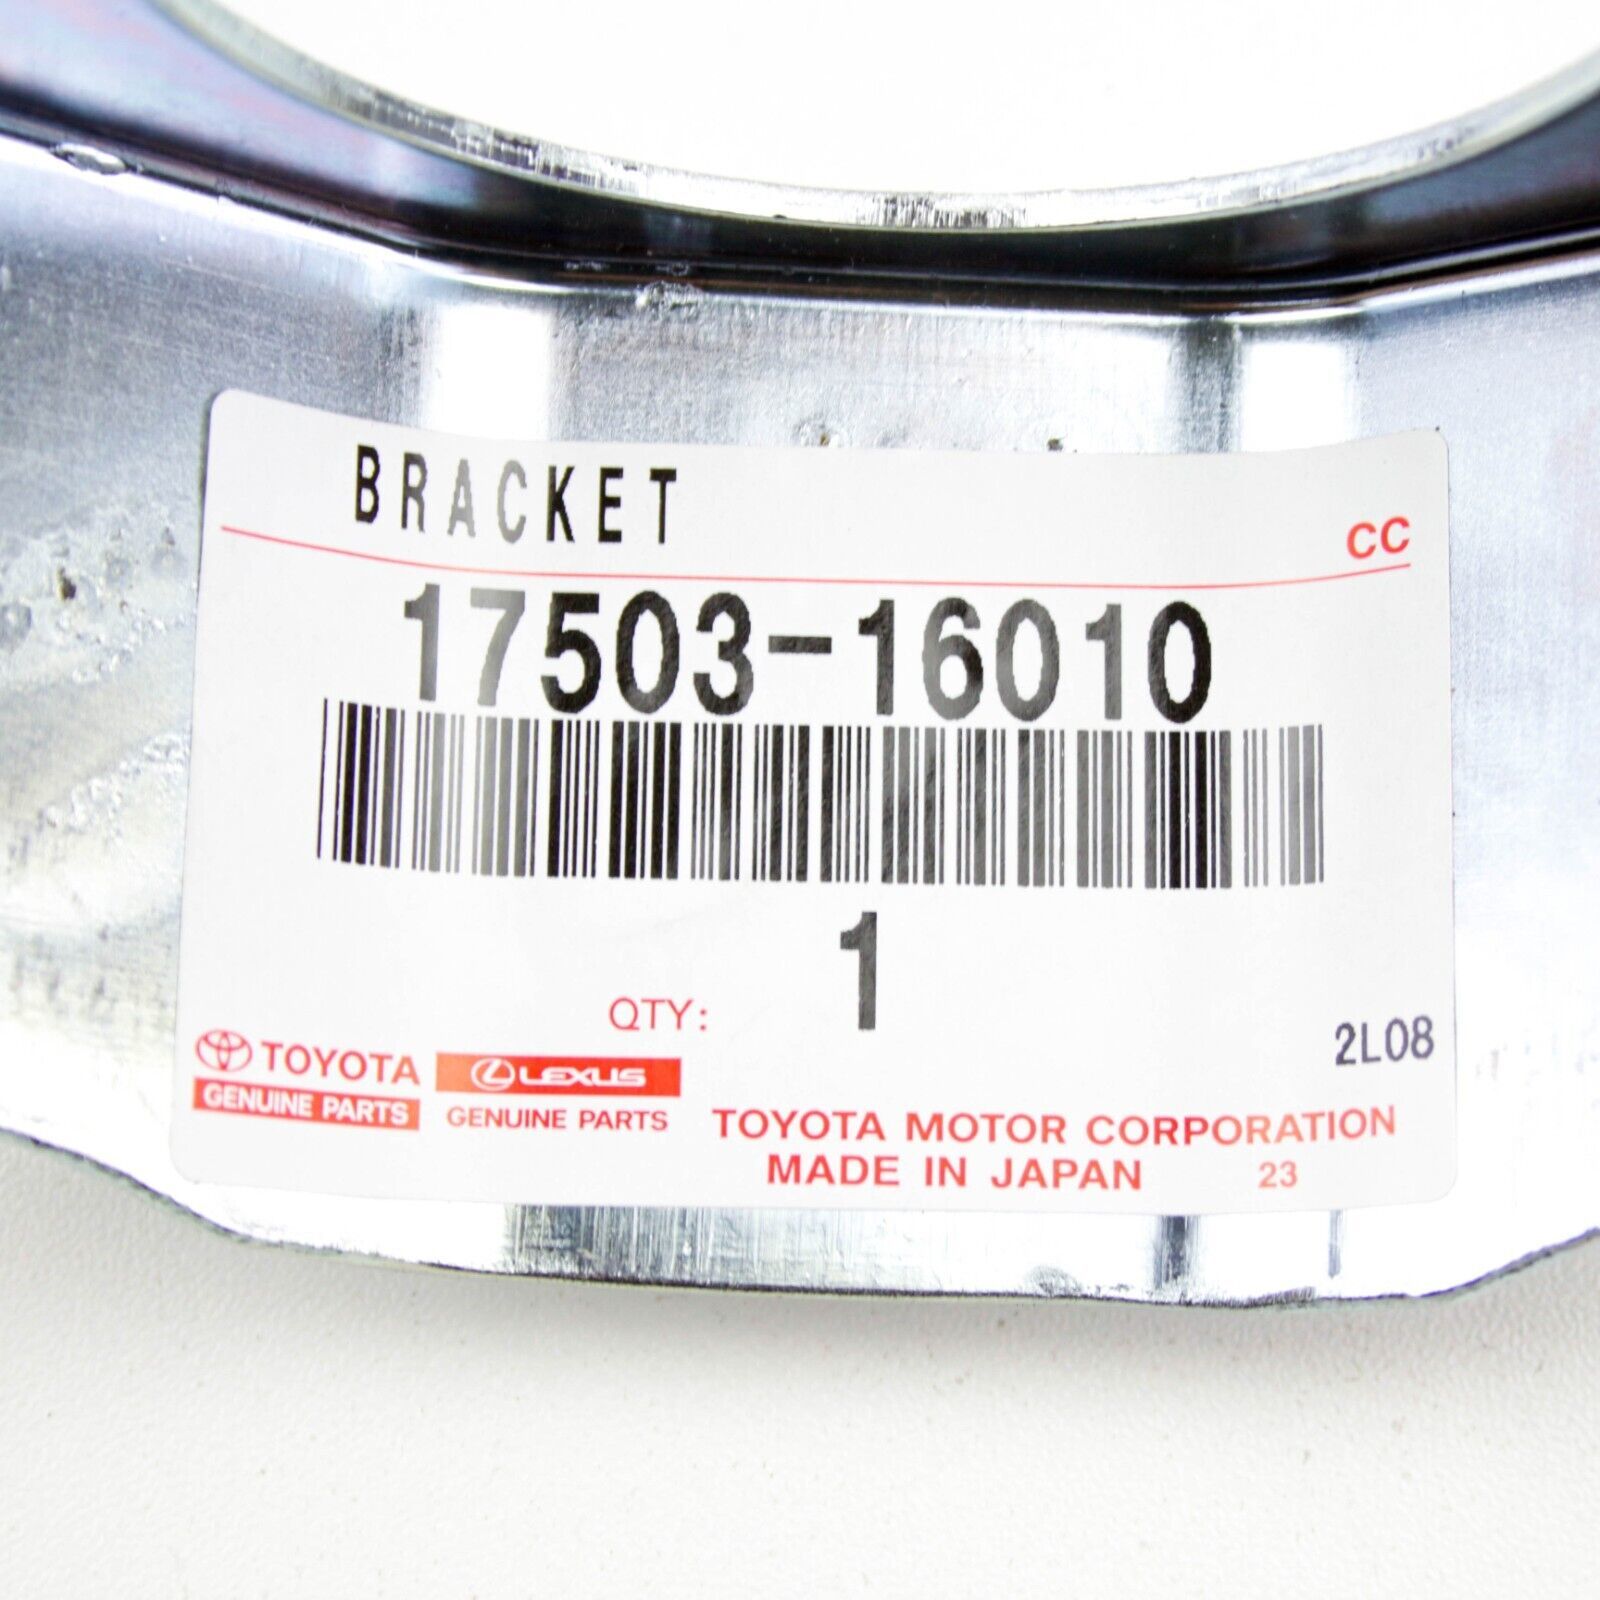 BRACKET
CC
17503-16010
1
QTY:
2L08
TOYOTA
GENUINE PARTS
LEXUS
GENUINE PARTS
TOYOTA MOTOR CORPORATION
MADE IN JAPAN 23